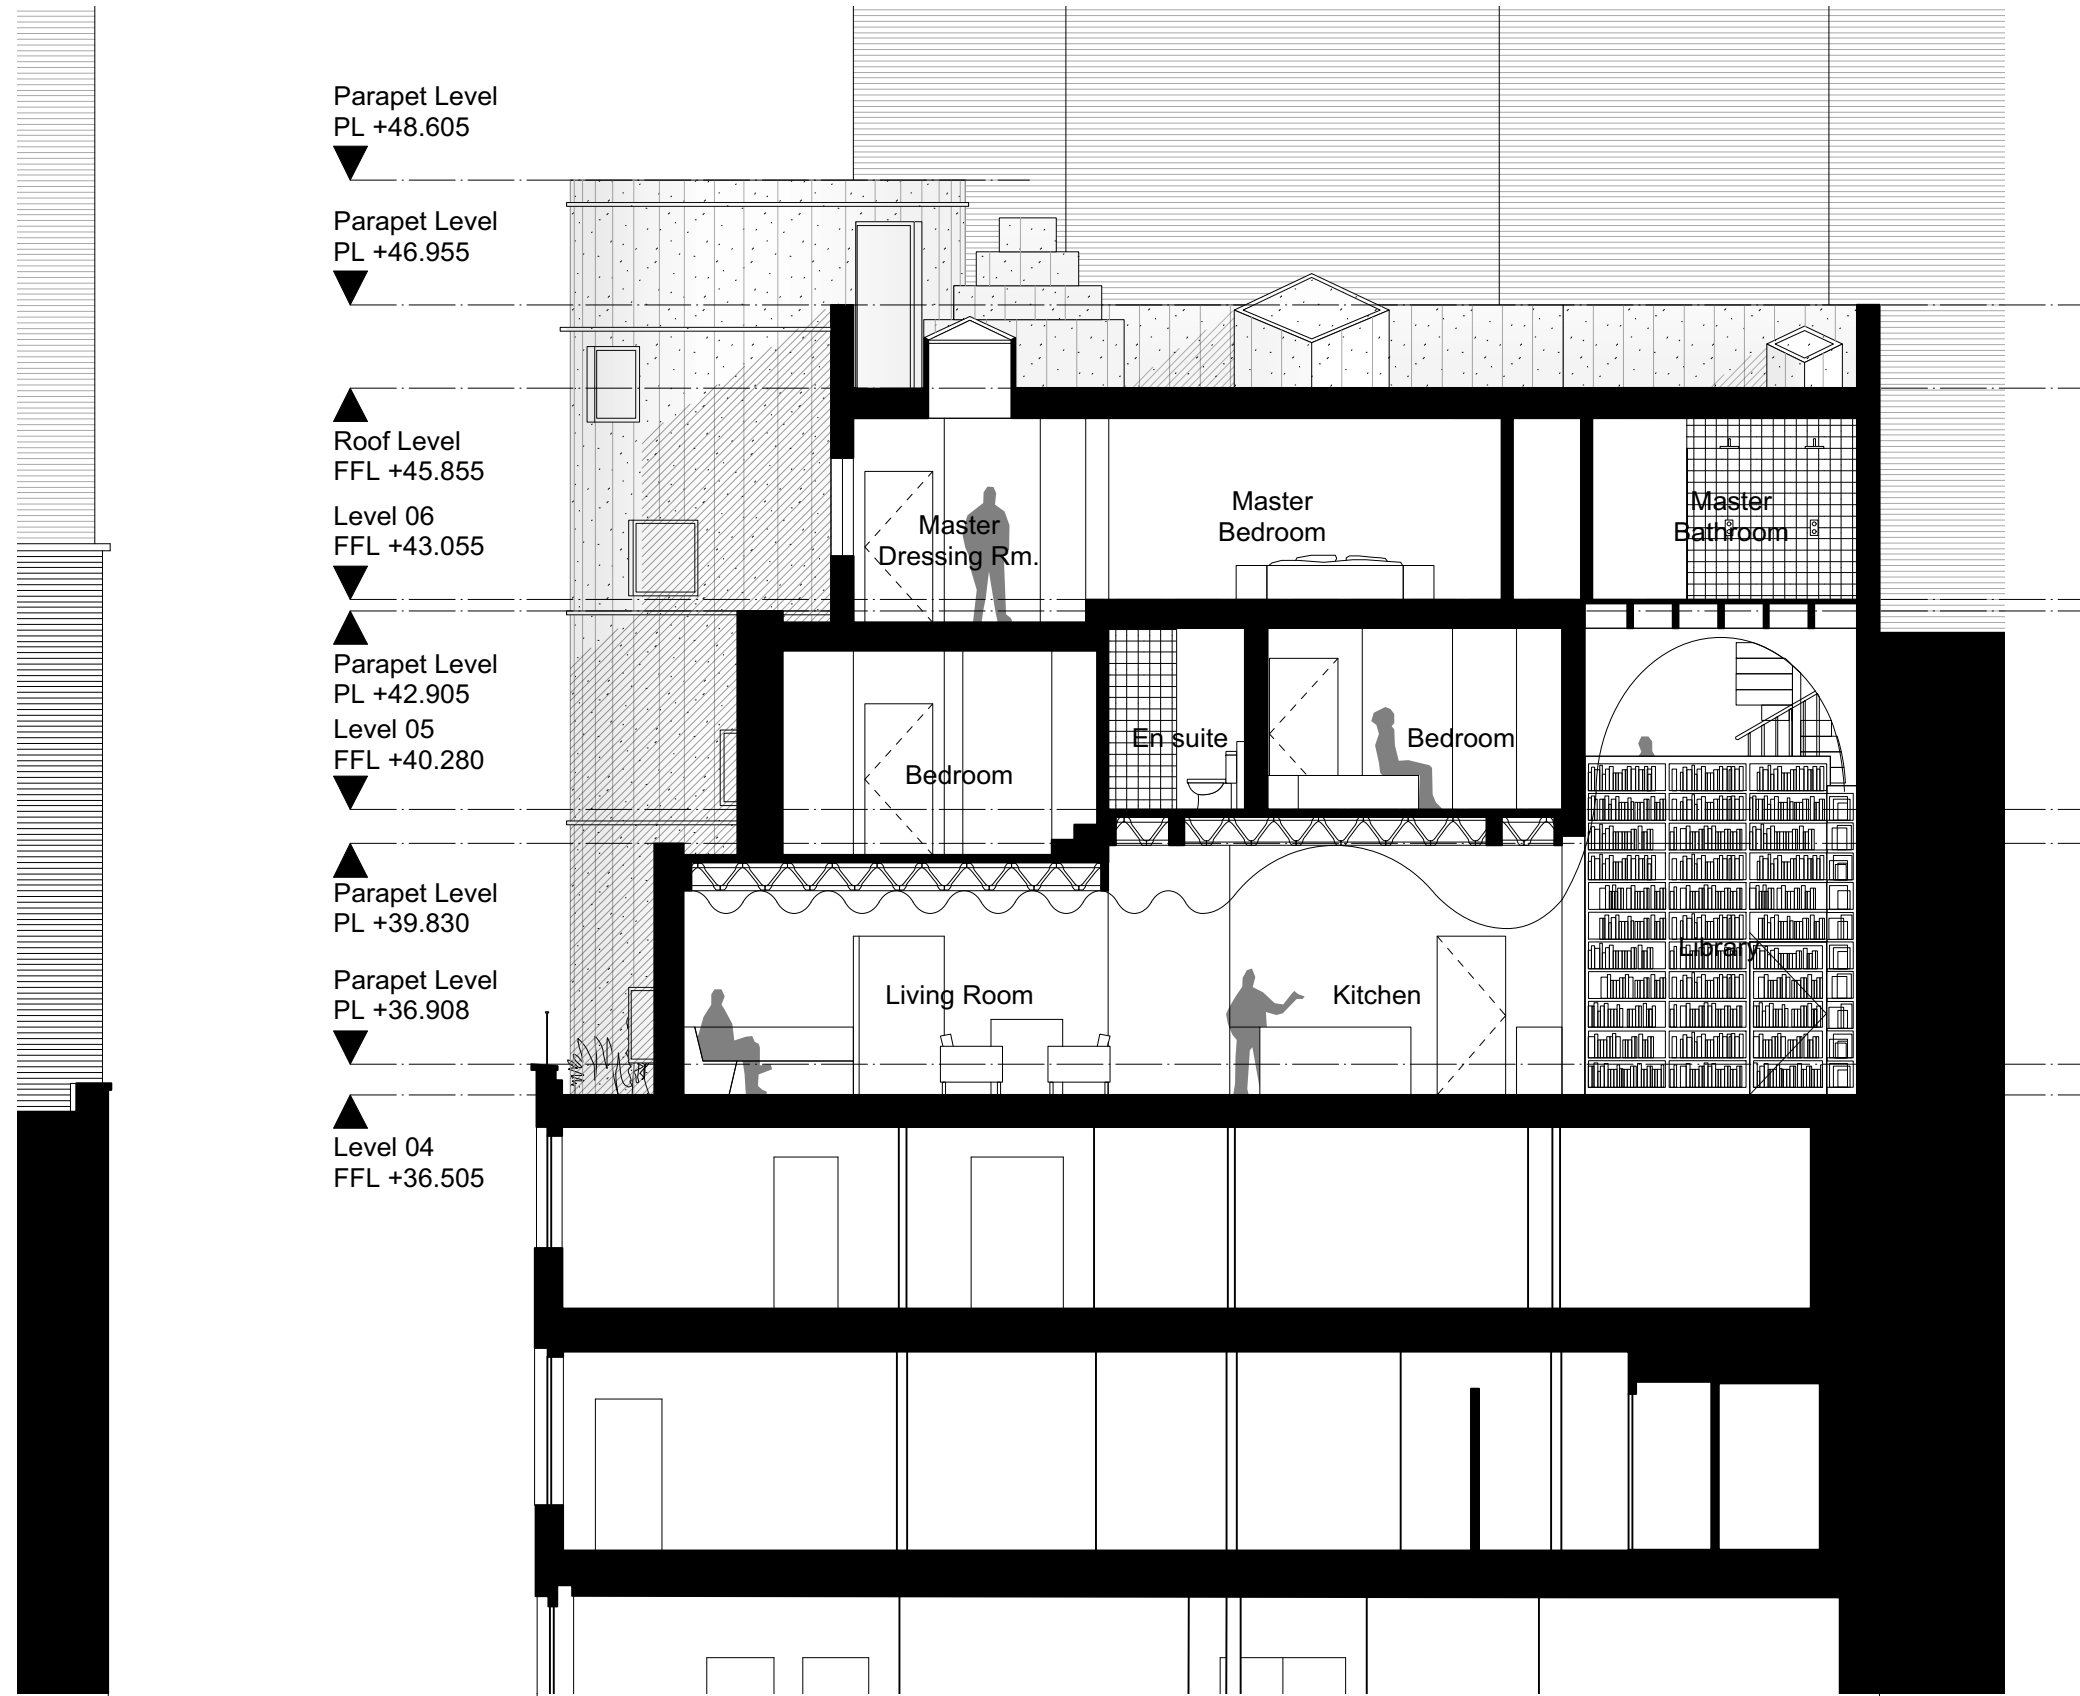 Parapet Level
PL +48.605
Parapet Level
PL +46.955
Roof Level
FFL +45.855
Level 06
FFL +43.055
Parapet Level
PL +42.905
Level 05
FFL +40.280
Parapet Level
PL +39.830
Parapet Level
PL +36.908
Level 04
FFL +36.505
Master
Dressing Rm.
Master
Bedroom
Master
Bathroom
Bedroom
En suite
Bedroom
Living Room
Kitchen
Library